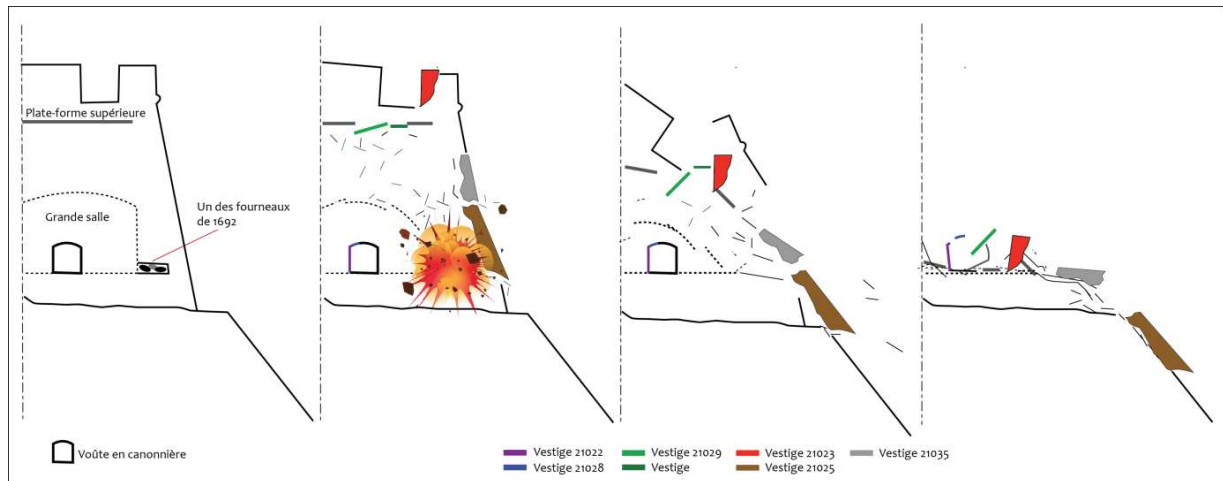 Plate-forme supérieure
Grande salle
Un des fourneaux
de 1692
Voûte en canonnière
Vestige 21022
Vestige 21029
Vestige 21023
Vestige 21035
Vestige 21028
Vestige
Vestige 21025